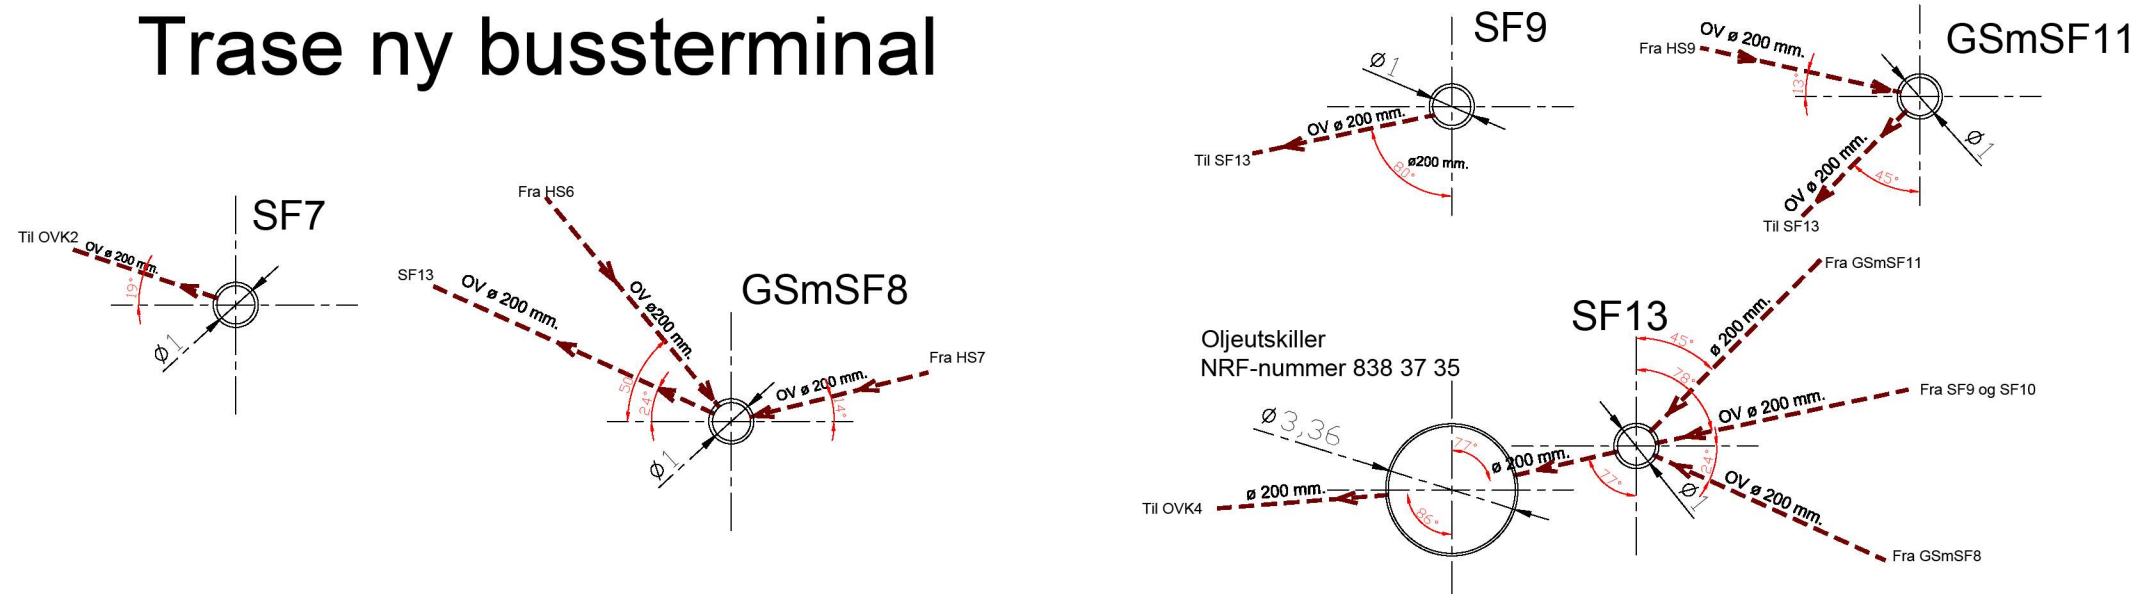 Trase ny bussterminal
SF7
Til OVK2
OV ø 200 mm.
19°
Ø1
Fra HS6
SF13
OV ø 200 mm.
OV ø200 mm.
GSmSF8
Fra HS7
OV ø 200 mm.
50
24°
14°
Ø1
SF9
Ø1
OV ø 200 mm.
Til SF13
ø200 mm.
80°
GSmSF11
Fra HS9
OV ø 200 mm.
13°
Ø1
OV ø 200 mm.
45°
Til SF13
Oljeutskiller
NRF-nummer 838 37 35
Ø3,36
77°
ø 200 mm.
ø 200 mm.
Til OVK4
86°
SF13
Fra GSmSF11
ø 200 mm.
45°
78°
Fra SF9 og SF10
OV ø 200 mm.
24°
77°
Ø1
OV ø 200 mm.
Fra GSmSF8